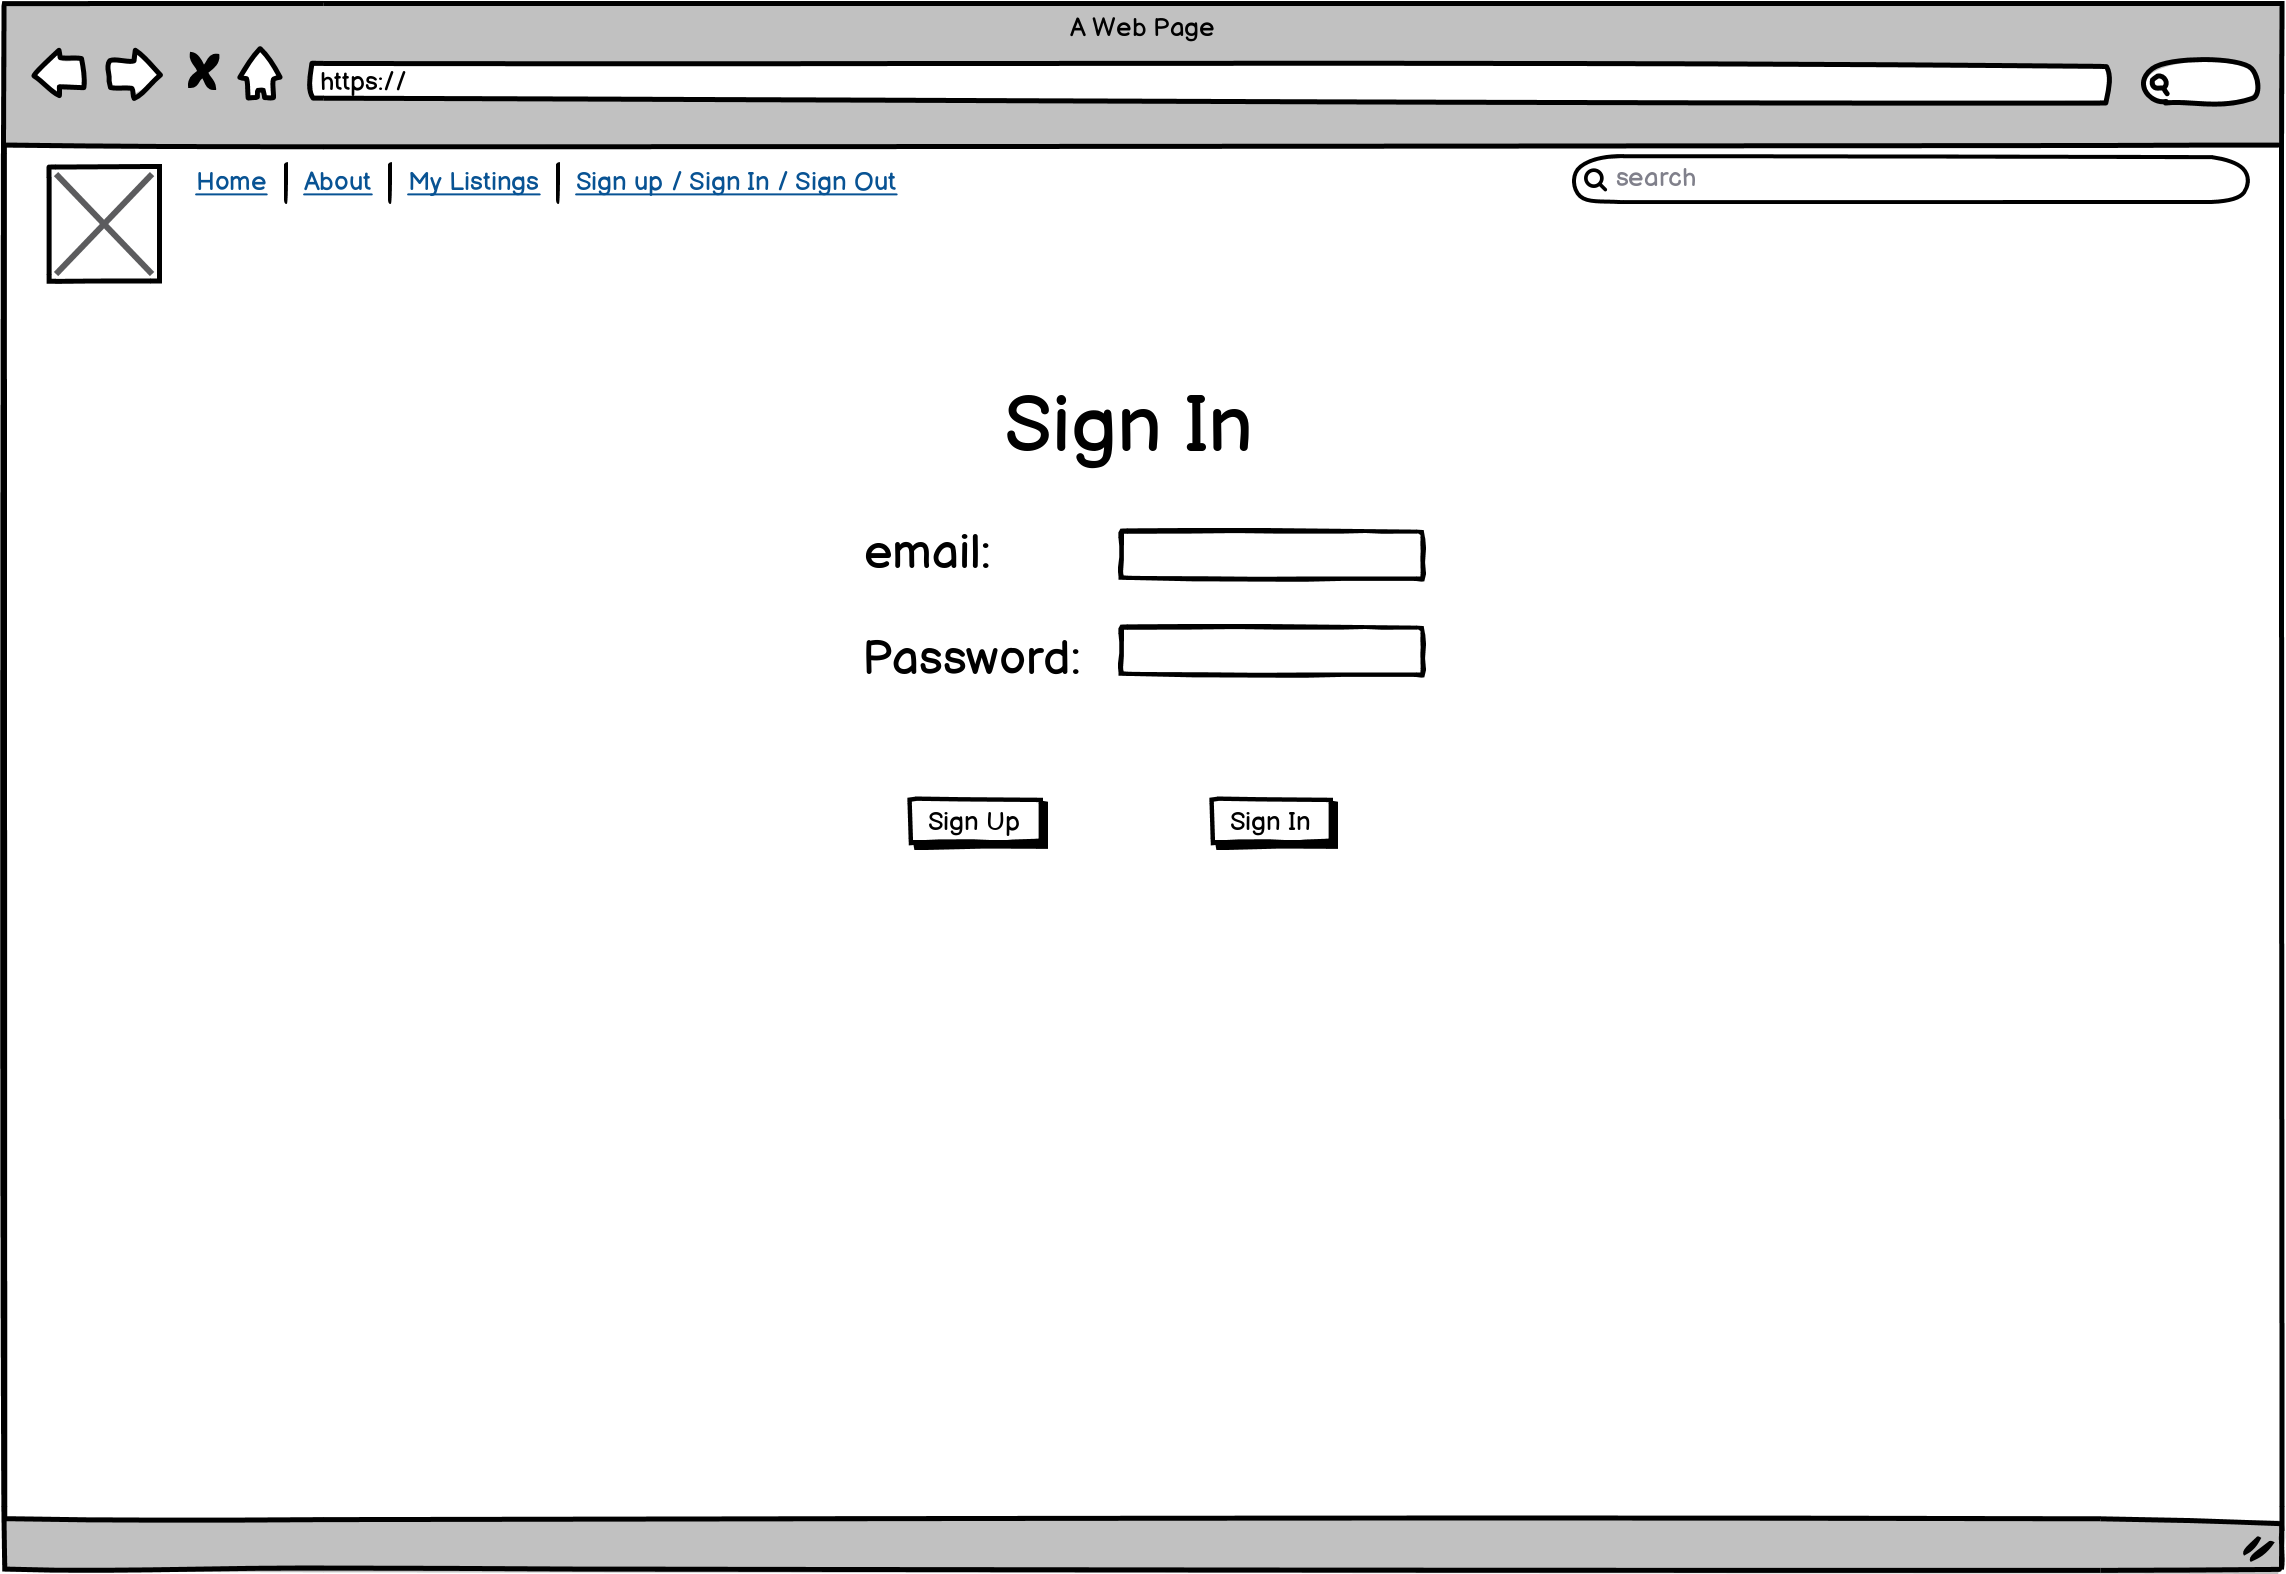 A Web Page
https://
Home About My Listings Sign up / Sign In / Sign Out search
Sign In
email:
Password:
Sign Up Sign In